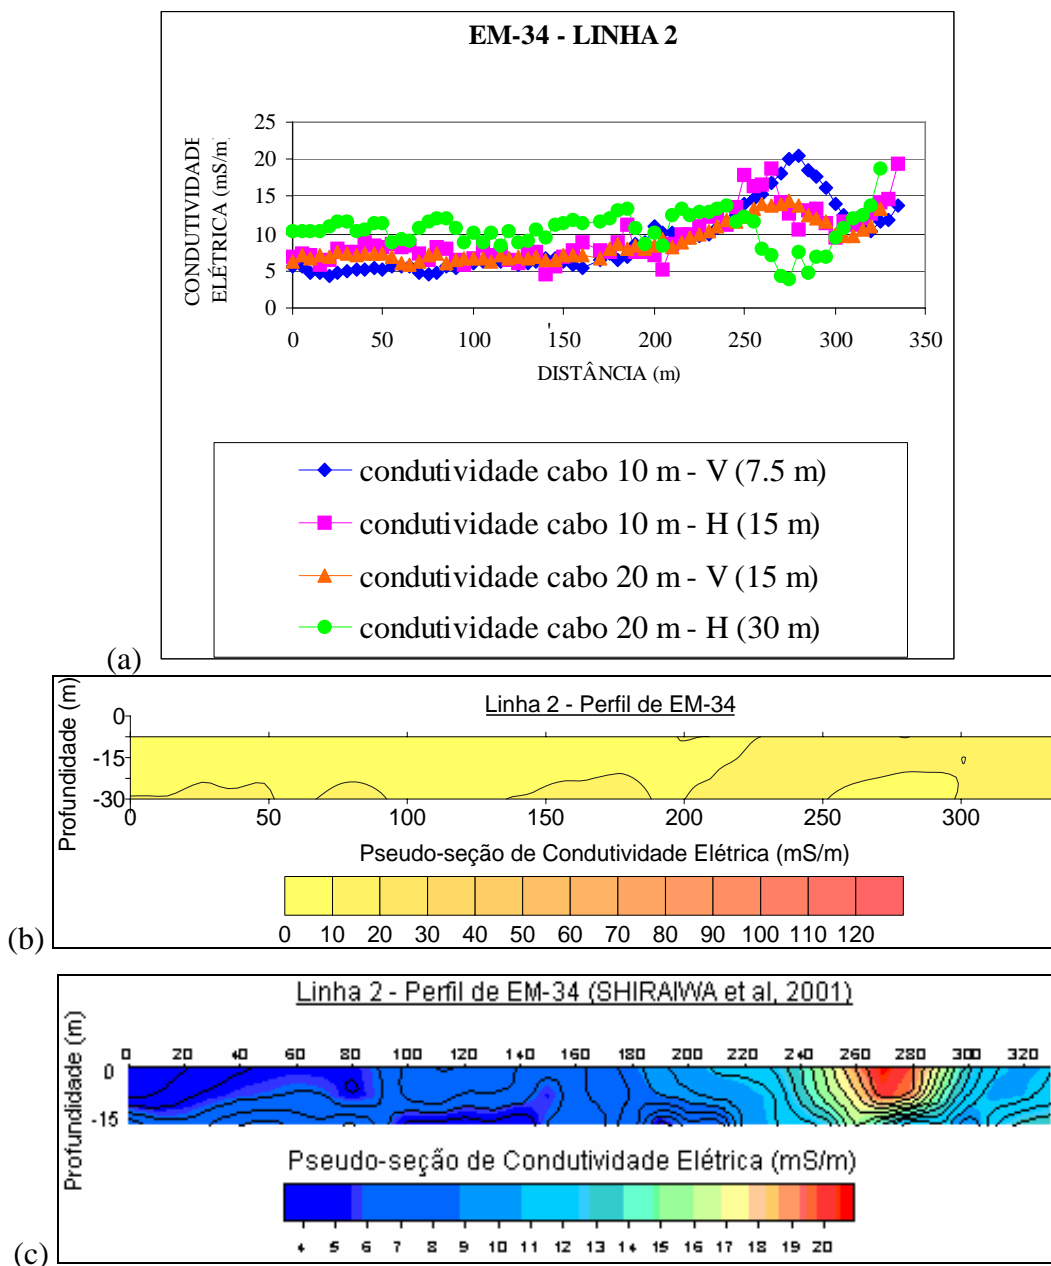 EM-34 - LINHA 2
CONDUTIVIDADE
ELÉTRICA (mS/m)
25
20
15
10
5
0
0 50 100 150 200 250 300 350
DISTÂNCIA (m)
condutividade cabo 10 m - V (7.5 m)
condutividade cabo 10 m - H (15 m)
condutividade cabo 20 m - V (15 m)
condutividade cabo 20 m - H (30 m)
(a)
Linha 2 - Perfil de EM-34
Profundidade (m)
0
-15
-30
0 50 100 150 200 250 300
Pseudo-seção de Condutividade Elétrica (mS/m)
0 10 20 30 40 50 60 70 80 90 100 110 120
(b)
Linha 2 - Perfil de EM-34 (SHIRAIWA et al, 2001)
Profundidade (m)
0 20 40 60 80 100 120 140 160 180 200 220 240 260 280 300 320
0
-15
Pseudo-seção de Condutividade Elétrica (mS/m)
4 5 6 7 8 9 10 11 12 13 14 15 16 17 18 19 20
(c)